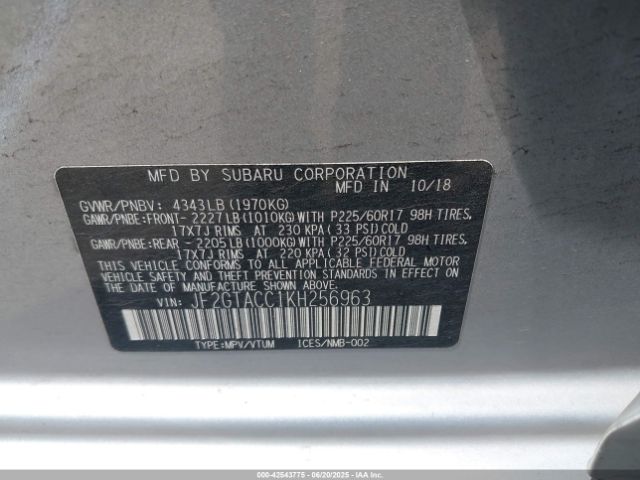 MFD BY SUBARU CORPORATION
MFD IN 10/18
GVWR/PNBV: 4343LB (1970KG)
GAWR/PNBE:FRONT- 2227LB(1010KG)WITH P225/60R17 98H TIRES,
17X7J RIMS AT 230 KPA (33 PSI)COLD
GAWR/PNBE:REAR - 2205LB(1000KG)WITH P225/60R17 98H TIRES,
17X7J RIMS AT 220 KPA (32 PSI)COLD
THIS VEHICLE CONFORMS TO ALL APPLICABLE FEDERAL MOTOR
VEHICLE SAFETY AND THEFT PREVENTION STANDARDS IN EFFECT
ON THE DATE OF MANUFACTURE SHOWN ABOVE.
VIN: JF2GTACC1KH256963
TYPE:MPV/VTUM ICES/NMB-002
000-42543775 - 06/20/2025 - IAAI.COM